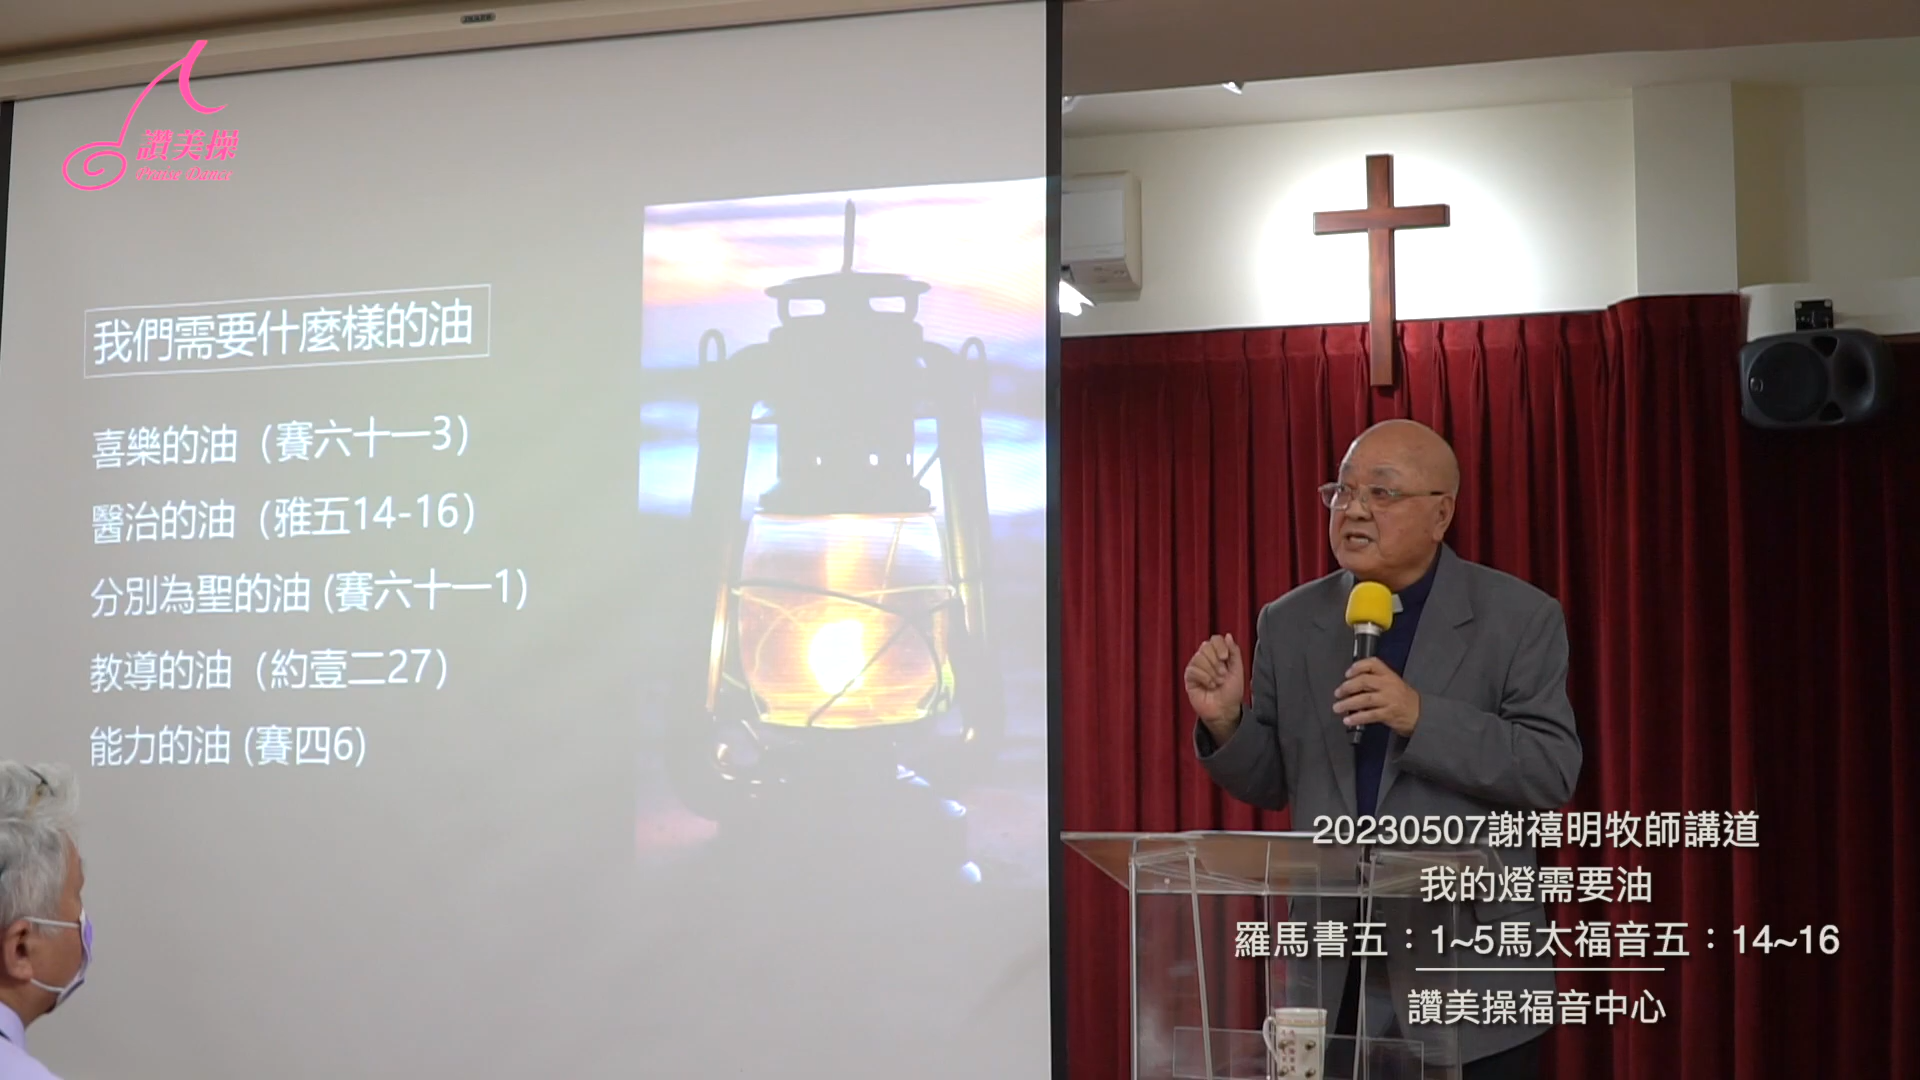 讚美操
Praise Dance
我們需要什麼樣的油
喜樂的油（賽六十一3）
醫治的油（雅五14-16）
分別為聖的油 (賽六十一1)
教導的油（約壹二27）
能力的油 (賽四6)
20230507謝禧明牧師講道
我的燈需要油
羅馬書五：1~5馬太福音五：14~16
讚美操福音中心